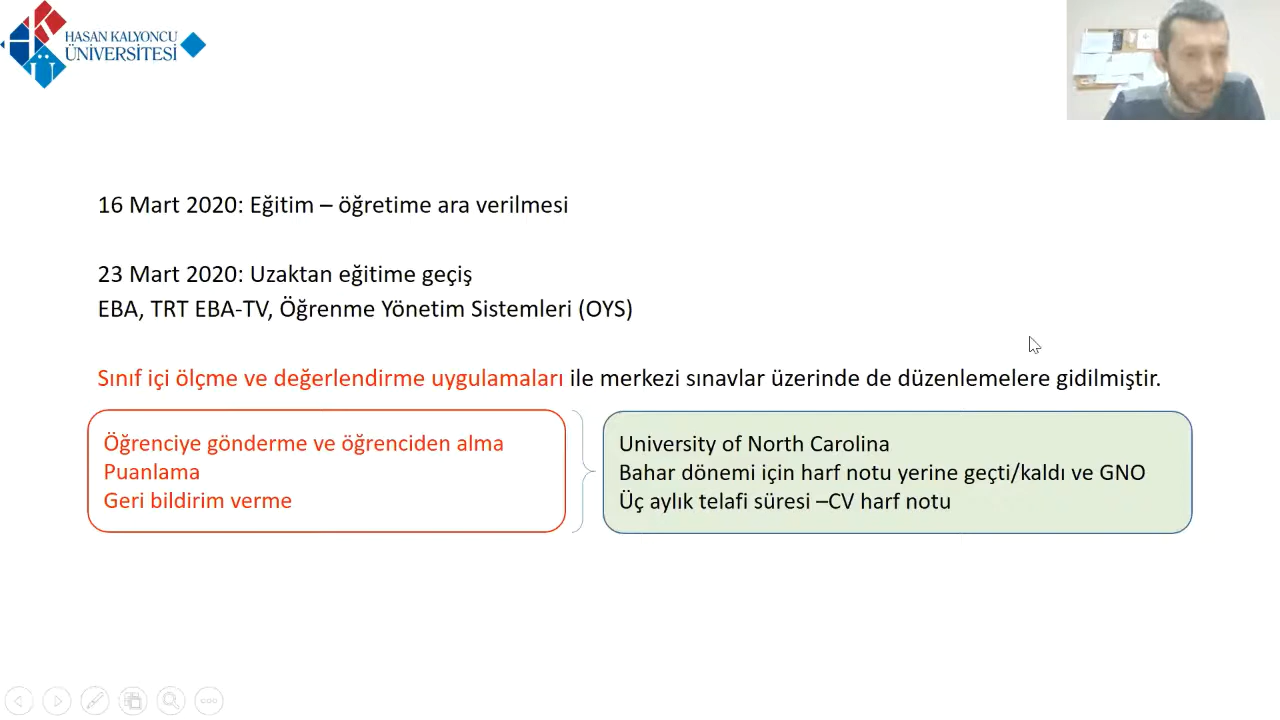 HASAN KALYONCU
ÜNİVERSİTESİ
16 Mart 2020: Eğitim – öğretime ara verilmesi
23 Mart 2020: Uzaktan eğitime geçiş
EBA, TRT EBA-TV, Öğrenme Yönetim Sistemleri (OYS)
Sınıf içi ölçme ve değerlendirme uygulamaları ile merkezi sınavlar üzerinde de düzenlemelere gidilmiştir.
Öğrenciye gönderme ve öğrenciden alma
Puanlama
Geri bildirim verme
University of North Carolina
Bahar dönemi için harf notu yerine geçti/kaldı ve GNO
Üç aylık telafi süresi –CV harf notu